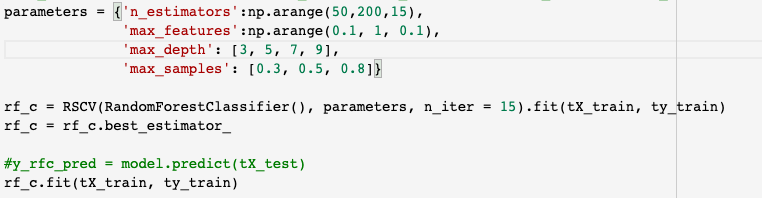 parameters = {'n_estimators':np.arange(50,200,15),
'max_features':np.arange(0.1, 1, 0.1),
'max_depth': [3, 5, 7, 9],
'max_samples': [0.3, 0.5, 0.8]}
rf_c = RSCV(RandomForestClassifier(), parameters, n_iter = 15).fit(tX_train, ty_train)
rf_c = rf_c.best_estimator_
#y_rfc_pred = model.predict(tX_test)
rf_c.fit(tX_train, ty_train)